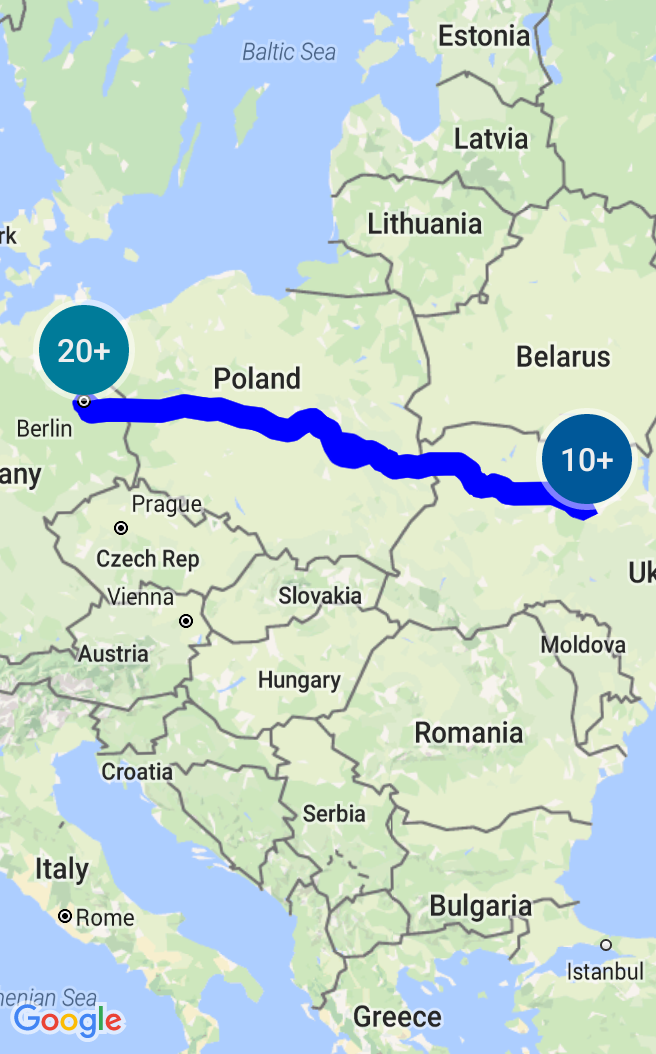 Estonia
Baltic Sea
Latvia
Lithuania
rk
20+
Belarus
Poland
Berlin
10+
any
Prague
Czech Rep
Uk
Slovakia
Vienna
Moldova
Austria
Hungary
Romania
Croatia
Serbia
Italy
Bulgaria
Rome
Istanbul
henian Sea
Google
Greece